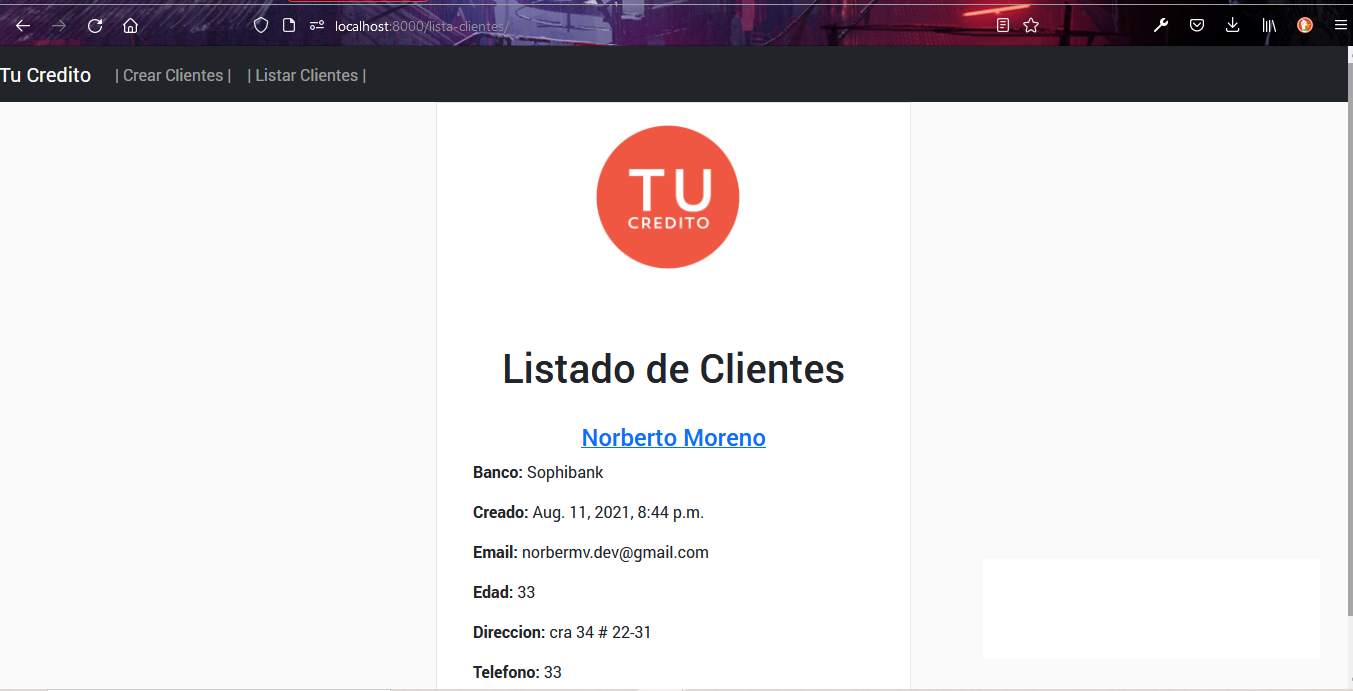 localhost:8000/lista-clientes/
Tu Credito | Crear Clientes | | Listar Clientes |
TU
CREDITO
Listado de Clientes
Norberto Moreno
Banco: Sophibank
Creado: Aug. 11, 2021, 8:44 p.m.
Email: norbermv.dev@gmail.com
Edad: 33
Direccion: cra 34 # 22-31
Telefono: 33